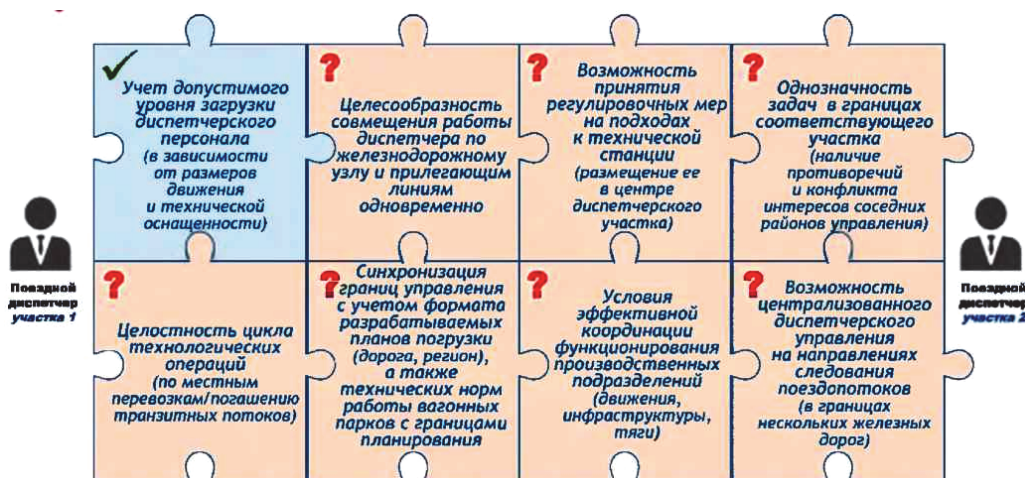 ?
?
?
Учет допустимого
уровня загрузки
диспетчерского
персонала
(в зависимости
от размеров
движения
и технической
оснащенности)
Целесообразность
совмещения работы
диспетчера по
железнодорожному
узлу и прилегающим
линиям
одновременно
Возможность
принятия
регулировочных мер
на подходах
к технической
станции
(размещение ее
в центре
диспетчерского
участка)
Однозначность
задач в границах
соответствующего
участка
(наличие
противоречий
и конфликта
интересов соседних
районов управления)
Поездной
диспетчер
участка 1
Поездной
диспетчер
участка 2
?
?
?
?
Целостность цикла
технологических
операций
(по местным
перевозкам/погашению
транзитных потоков)
Синхронизация
границ управления
с учетом формата
разрабатываемых
планов погрузки
(дорога, регион),
а также
технических норм
работы вагонных
парков с границами
планирования
Условия
эффективной
координации
функционирования
производственных
подразделений
(движения,
инфраструктуры,
тяги)
Возможность
централизованного
диспетчерского
управления
на направлениях
следования
поездопотоков
(в границах
нескольких железных
дорог)